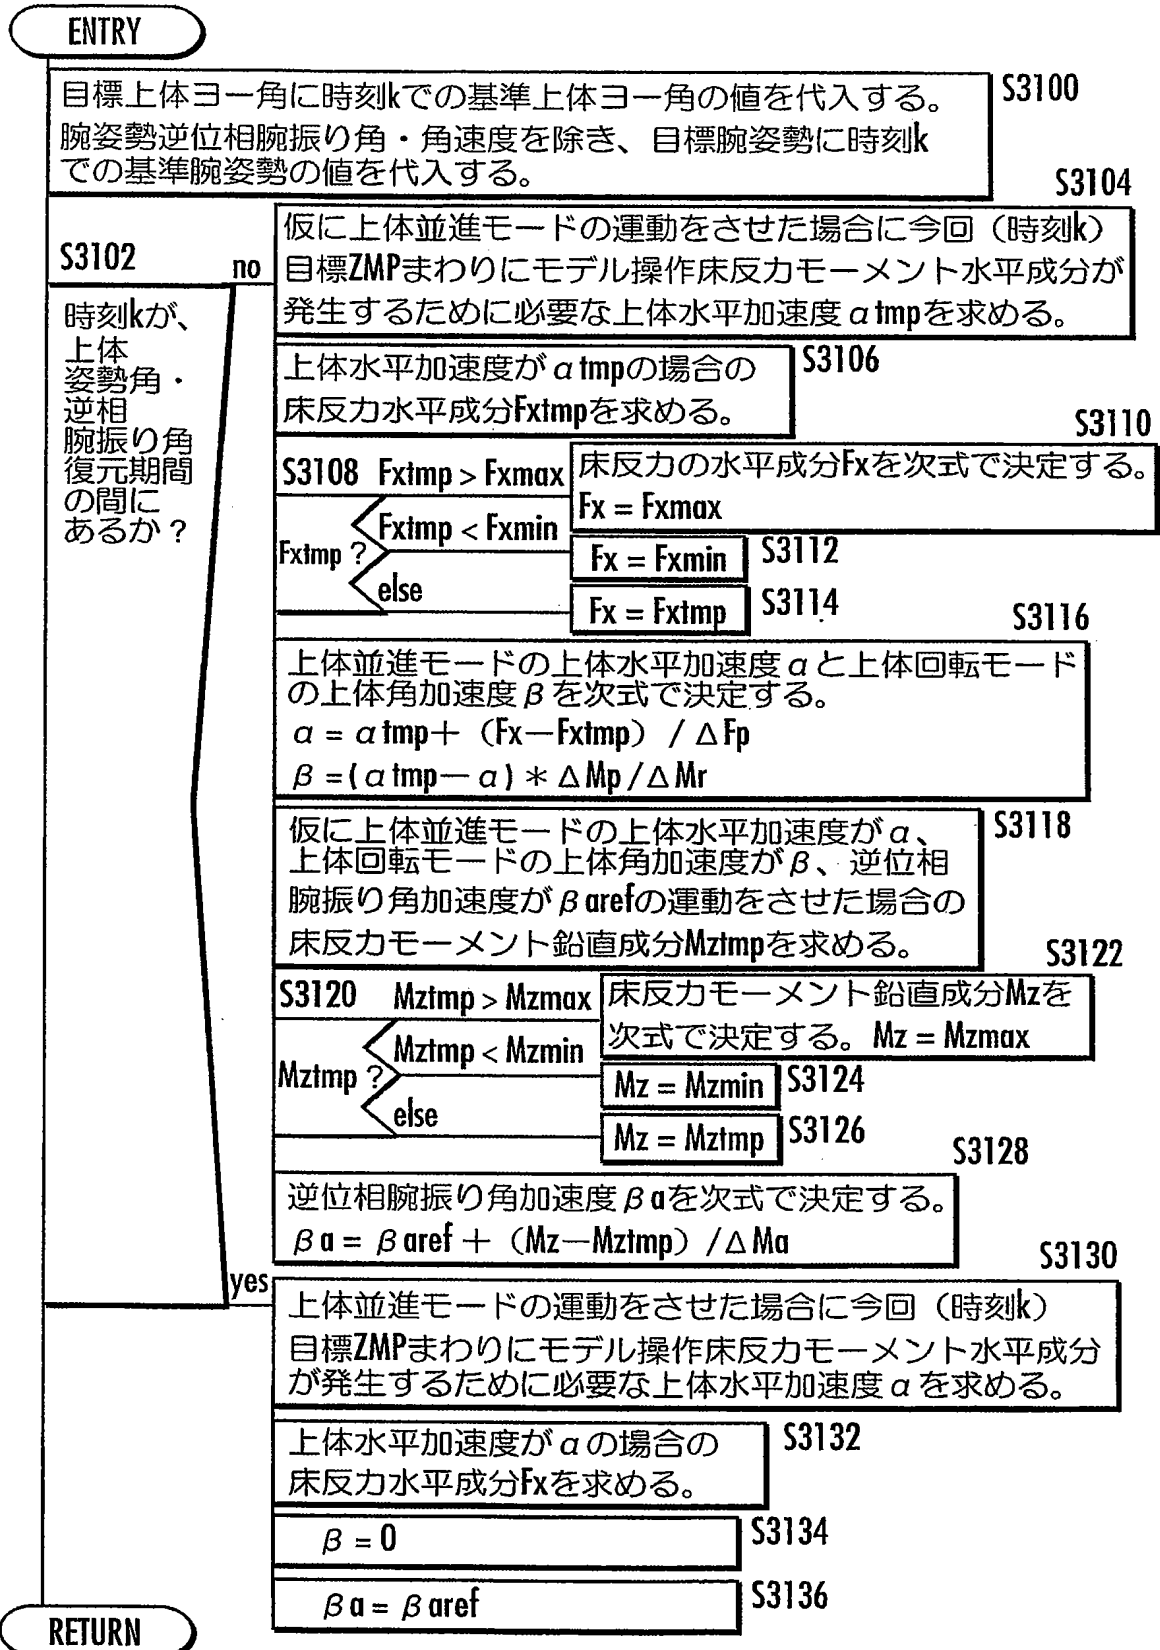 ENTRY
目標上体ヨー角に時刻kでの基準上体ヨー角の値を代入する。
腕姿勢逆位相腕振り角・角速度を除き、目標腕姿勢に時刻k
での基準腕姿勢の値を代入する。
S3100
S3102
時刻kが、
上体
姿勢角・
逆相
腕振り角
復元期間
の間に
あるか？
no
S3104
仮に上体並進モードの運動をさせた場合に今回（時刻k）
目標ZMPまわりにモデル操作床反力モーメント水平成分が
発生するために必要な上体水平加速度αtmpを求める。
S3106
上体水平加速度がαtmpの場合の
床反力水平成分Fxtmpを求める。
S3108
Fxtmp？
Fxtmp > Fxmax
S3110
床反力の水平成分Fxを次式で決定する。
Fx = Fxmax
Fxtmp < Fxmin
Fx = Fxmin
S3112
else
Fx = Fxtmp
S3114
S3116
上体並進モードの上体水平加速度αと上体回転モード
の上体角加速度βを次式で決定する。
α = αtmp＋（Fx－Fxtmp）/ΔFp
β =(αtmp－α)＊ΔMp/ΔMr
S3118
仮に上体並進モードの上体水平加速度がα、
上体回転モードの上体角加速度がβ、逆位相
腕振り角加速度がβarefの運動をさせた場合の
床反力モーメント鉛直成分Mztmpを求める。
S3120
Mztmp？
Mztmp > Mzmax
S3122
床反力モーメント鉛直成分Mzを
次式で決定する。Mz = Mzmax
Mztmp < Mzmin
Mz = Mzmin
S3124
else
Mz = Mztmp
S3126
S3128
逆位相腕振り角加速度βaを次式で決定する。
βa = βaref＋（Mz－Mztmp）/ΔMa
yes
S3130
上体並進モードの運動をさせた場合に今回（時刻k）
目標ZMPまわりにモデル操作床反力モーメント水平成分
が発生するために必要な上体水平加速度αを求める。
S3132
上体水平加速度がαの場合の
床反力水平成分Fxを求める。
β = 0
S3134
βa = βaref
S3136
RETURN